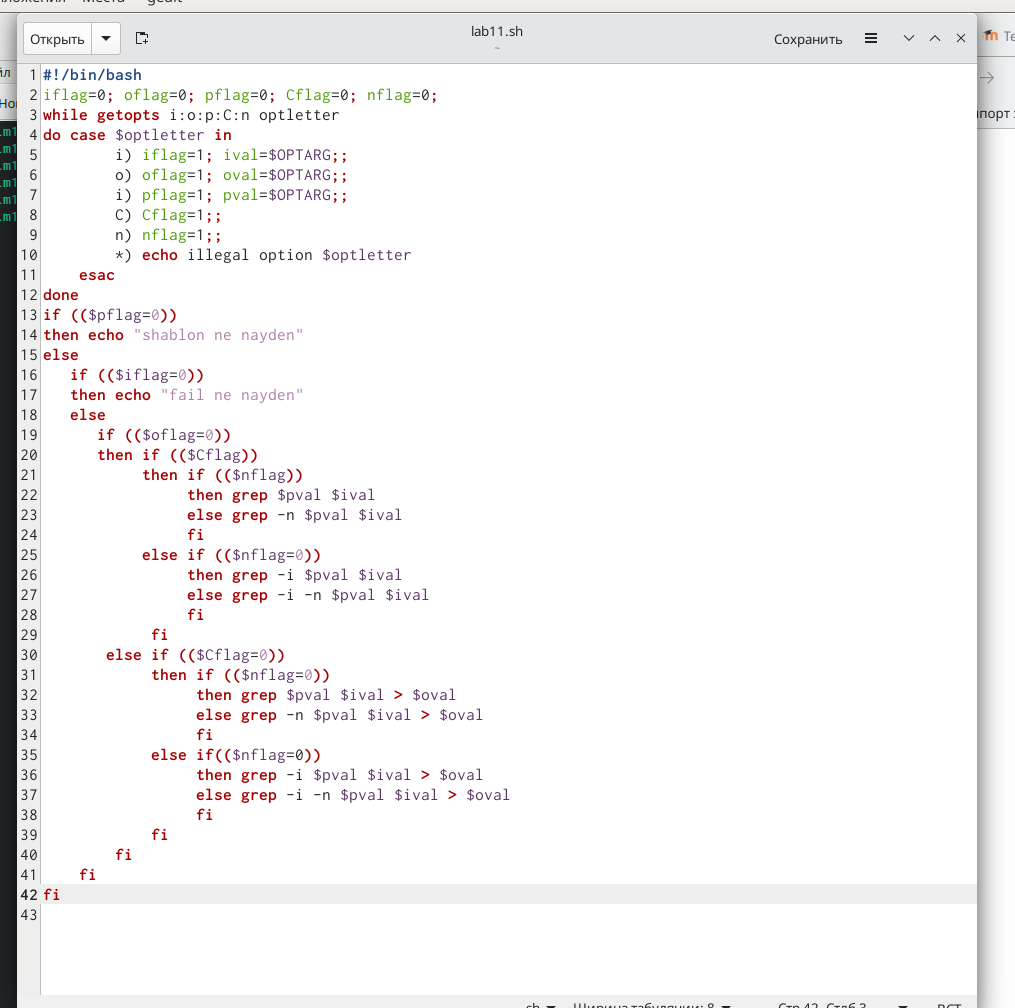 Открыть
lab11.sh
~
Сохранить
1 #!/bin/bash
2 iflag=0; oflag=0; pflag=0; Cflag=0; nflag=0;
3 while getopts i:o:p:C:n optletter
4 do case $optletter in
5         i) iflag=1; ival=$OPTARG;;
6         o) oflag=1; oval=$OPTARG;;
7         i) pflag=1; pval=$OPTARG;;
8         C) Cflag=1;;
9         n) nflag=1;;
10         *) echo illegal option $optletter
11     esac
12 done
13 if (($pflag=0))
14 then echo "shablon ne nayden"
15 else
16    if (($iflag=0))
17    then echo "fail ne nayden"
18    else
19       if (($oflag=0))
20       then if (($Cflag))
21            then if (($nflag))
22                 then grep $pval $ival
23                 else grep -n $pval $ival
24                 fi
25            else if (($nflag=0))
26                 then grep -i $pval $ival
27                 else grep -i -n $pval $ival
28                 fi
29             fi
30        else if (($Cflag=0))
31             then if (($nflag=0))
32                  then grep $pval $ival > $oval
33                  else grep -n $pval $ival > $oval
34                  fi
35             else if(($nflag=0))
36                  then grep -i $pval $ival > $oval
37                  else grep -i -n $pval $ival > $oval
38                  fi
39             fi
40         fi
41     fi
42 fi
43